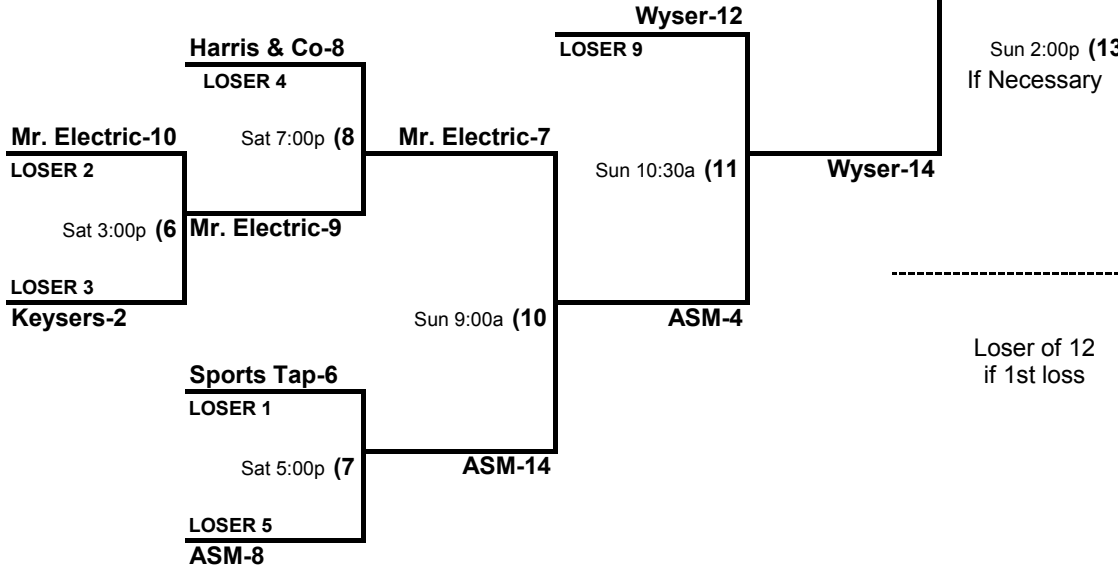 Wyser-12
Harris & Co-8
LOSER 9
Sun 2:00p (13
LOSER 4
If Necessary
Mr. Electric-10
Sat 7:00p (8
Mr. Electric-7
LOSER 2
Sun 10:30a (11
Wyser-14
Sat 3:00p (6
Mr. Electric-9
LOSER 3
Keysers-2
Sun 9:00a (10
ASM-4
Loser of 12
if 1st loss
Sports Tap-6
LOSER 1
Sat 5:00p (7
ASM-14
LOSER 5
ASM-8